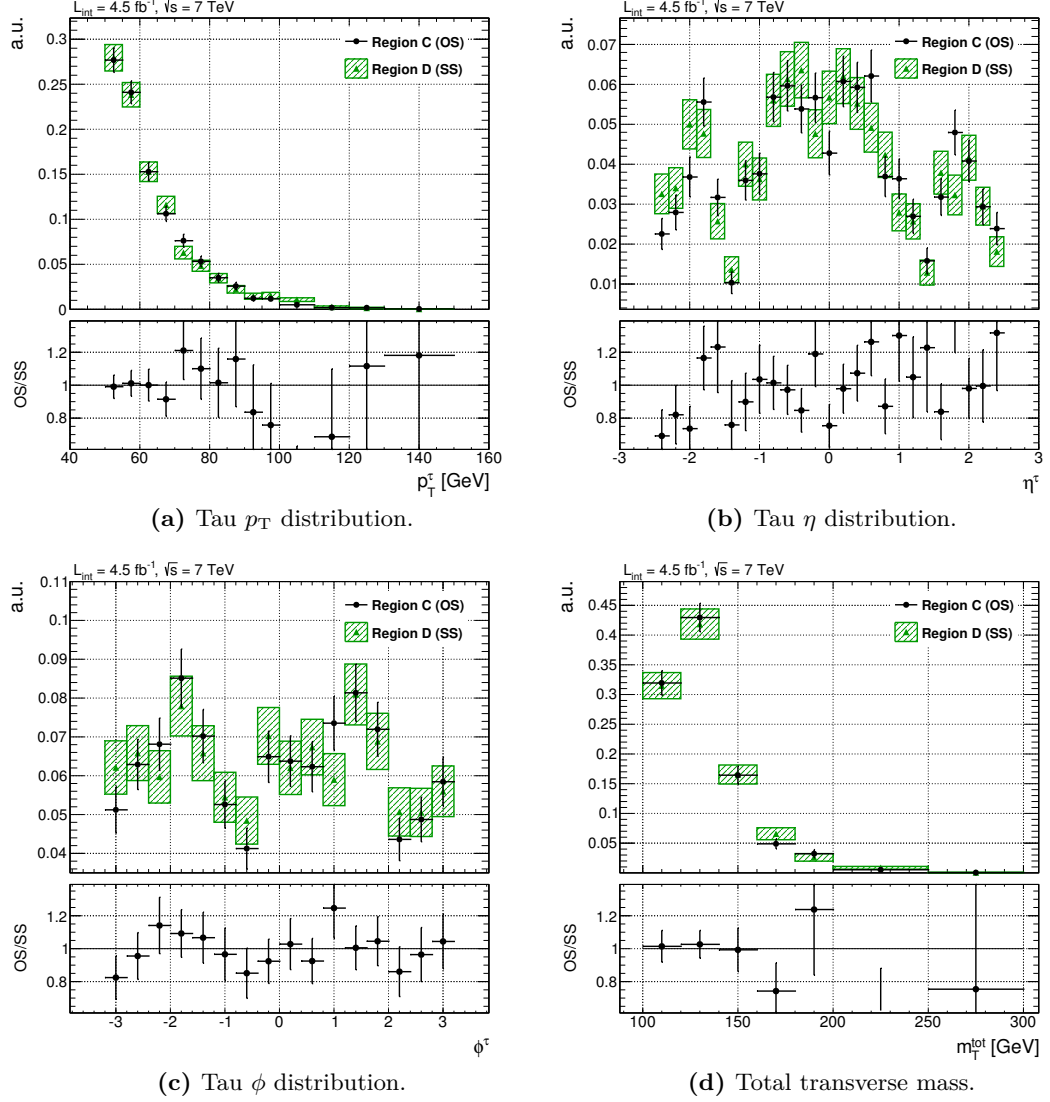 L_int = 4.5 fb⁻¹, √s = 7 TeV
a.u.
Region C (OS)
Region D (SS)
0.3
0.25
0.2
0.15
0.1
0.05
0
OS/SS
1.2
1
0.8
40 60 80 100 120 140 160
p_T^τ [GeV]
(a) Tau p_T distribution.
L_int = 4.5 fb⁻¹, √s = 7 TeV
a.u.
Region C (OS)
Region D (SS)
0.07
0.06
0.05
0.04
0.03
0.02
0.01
OS/SS
1.2
1
0.8
-3 -2 -1 0 1 2 3
η^τ
(b) Tau η distribution.
L_int = 4.5 fb⁻¹, √s = 7 TeV
a.u.
Region C (OS)
Region D (SS)
0.11
0.1
0.09
0.08
0.07
0.06
0.05
0.04
OS/SS
1.2
1
0.8
-3 -2 -1 0 1 2 3
ϕ^τ
(c) Tau ϕ distribution.
L_int = 4.5 fb⁻¹, √s = 7 TeV
a.u.
Region C (OS)
Region D (SS)
0.45
0.4
0.35
0.3
0.25
0.2
0.15
0.1
0.05
OS/SS
1.2
1
0.8
100 150 200 250 300
m_T^tot [GeV]
(d) Total transverse mass.